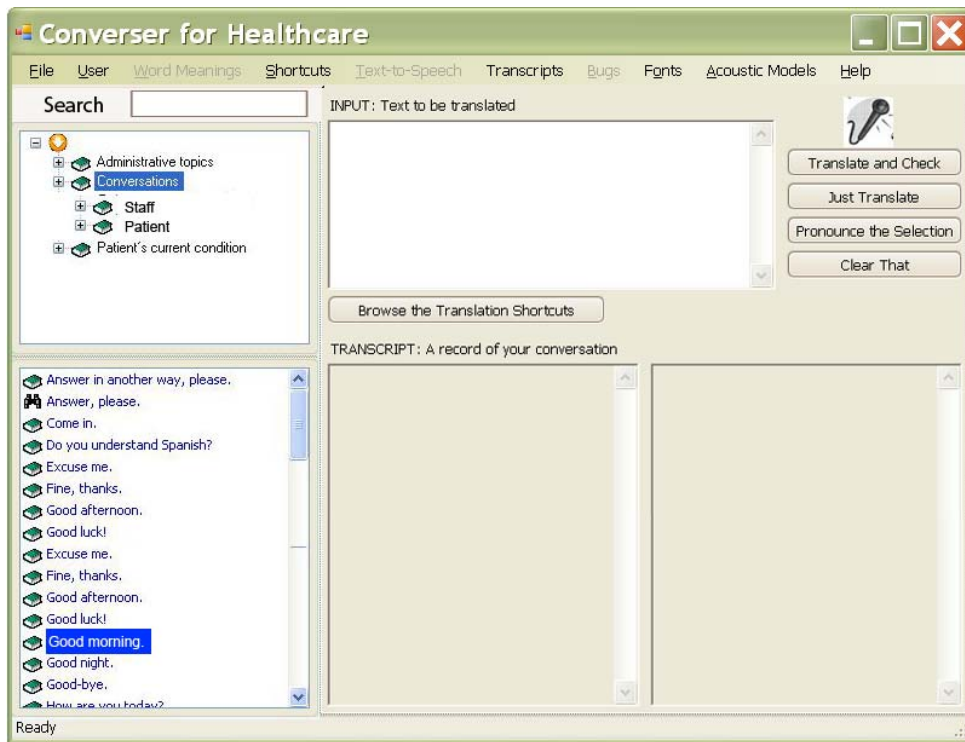 Converser for Healthcare
File User Word Meanings Shortcuts Text-to-Speech Transcripts Bugs Fonts Acoustic Models Help
Search
INPUT: Text to be translated
Administrative topics
Conversations
Staff
Patient
Patient´s current condition
Translate and Check
Just Translate
Pronounce the Selection
Clear That
Browse the Translation Shortcuts
TRANSCRIPT: A record of your conversation
Answer in another way, please.
Answer, please.
Come in.
Do you understand Spanish?
Excuse me.
Fine, thanks.
Good afternoon.
Good luck!
Excuse me.
Fine, thanks.
Good afternoon.
Good luck!
Good morning.
Good night.
Good-bye.
How are you today?
Ready